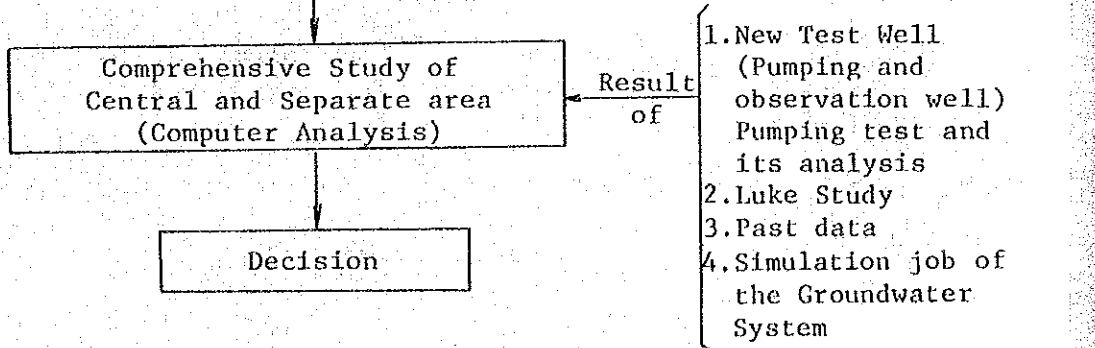 Comprehensive Study of
Central and Separate area
(Computer Analysis)
Result
of
1.New Test Well
(Pumping and
observation well)
Pumping test and
its analysis
2.Luke Study
3.Past data
4.Simulation job of
the Groundwater
System
Decision